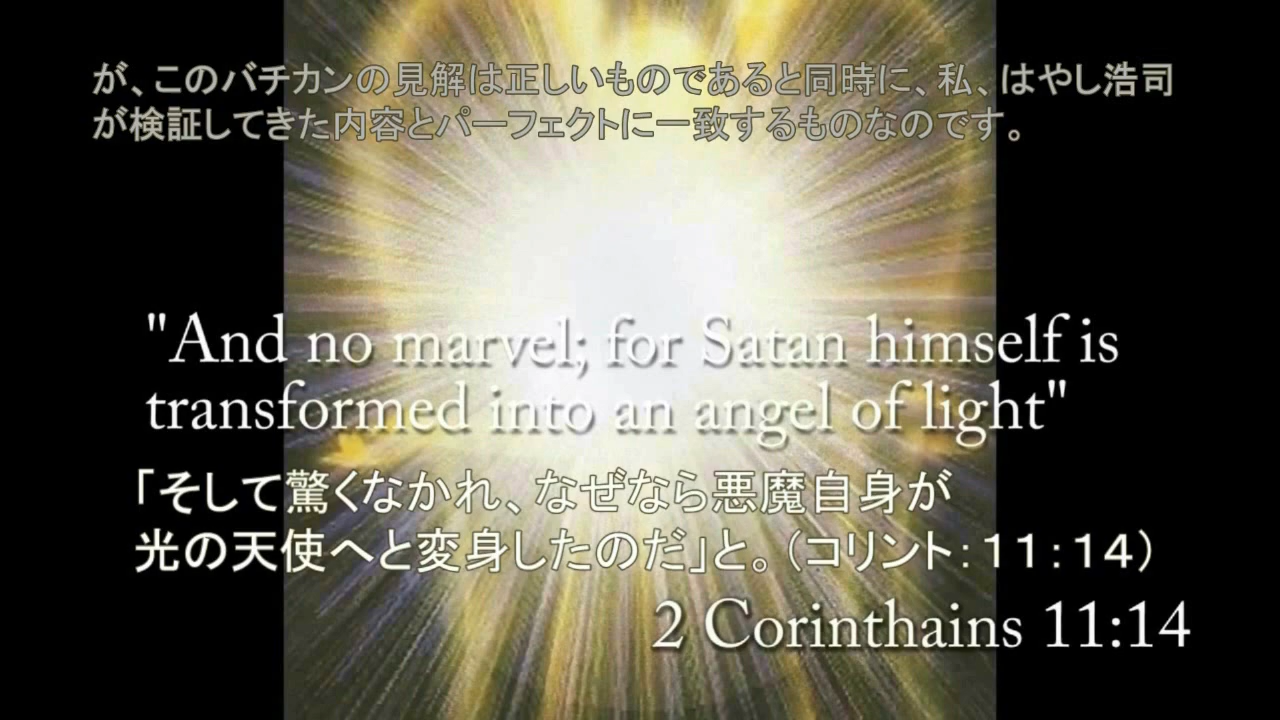 が、このバチカンの見解は正しいものであると同時に、私、はやし浩司
が検証してきた内容とパーフェクトに一致するものなのです。
"And no marvel; for Satan himself is
transformed into an angel of light"
「そして驚くなかれ、なぜなら悪魔自身が
光の天使へと変身したのだ」と。（コリント：１１：１４）
2 Corinthains 11:14